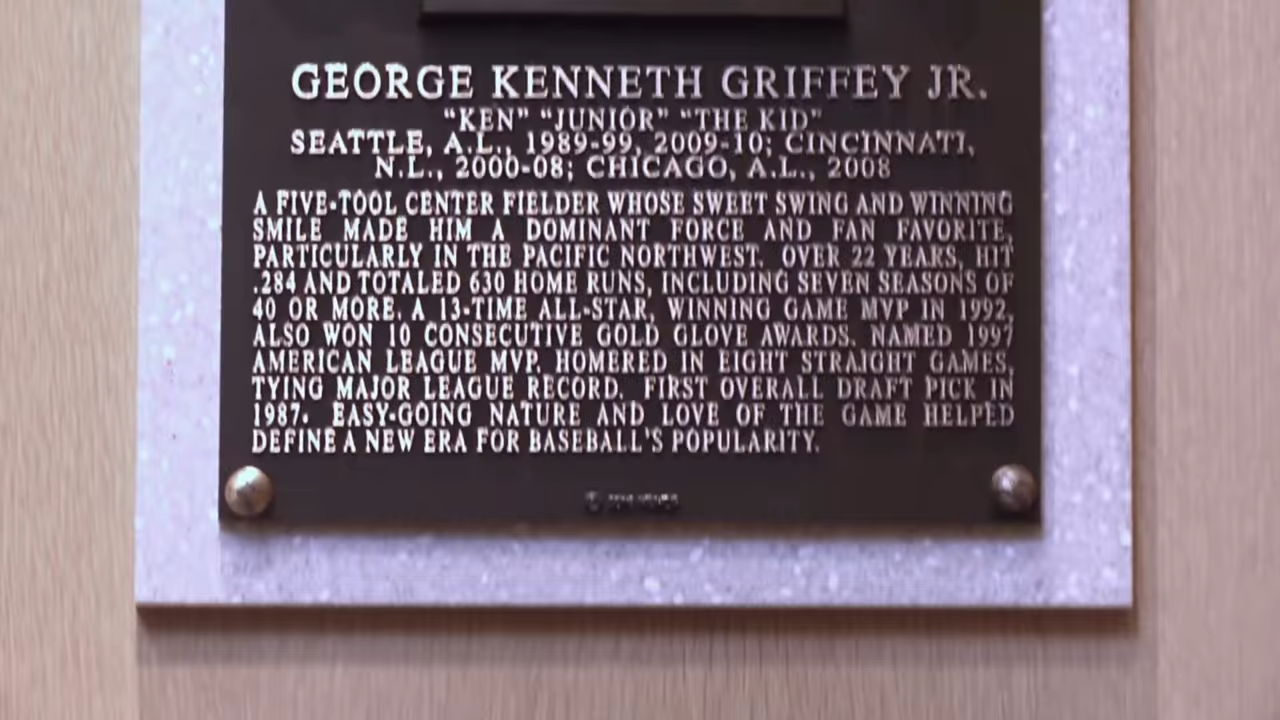 GEORGE KENNETH GRIFFEY JR.
"KEN" "JUNIOR" "THE KID"
SEATTLE, A.L., 1989-99, 2009-10; CINCINNATI,
N.L., 2000-08; CHICAGO, A.L., 2008
A FIVE-TOOL CENTER FIELDER WHOSE SWEET SWING AND WINNING
SMILE MADE HIM A DOMINANT FORCE AND FAN FAVORITE,
PARTICULARLY IN THE PACIFIC NORTHWEST. OVER 22 YEARS, HIT
.284 AND TOTALED 630 HOME RUNS, INCLUDING SEVEN SEASONS OF
40 OR MORE. A 13-TIME ALL-STAR, WINNING GAME MVP IN 1992,
ALSO WON 10 CONSECUTIVE GOLD GLOVE AWARDS. NAMED 1997
AMERICAN LEAGUE MVP. HOMERED IN EIGHT STRAIGHT GAMES,
TYING MAJOR LEAGUE RECORD. FIRST OVERALL DRAFT PICK IN
1987. EASY-GOING NATURE AND LOVE OF THE GAME HELPED
DEFINE A NEW ERA FOR BASEBALL'S POPULARITY.